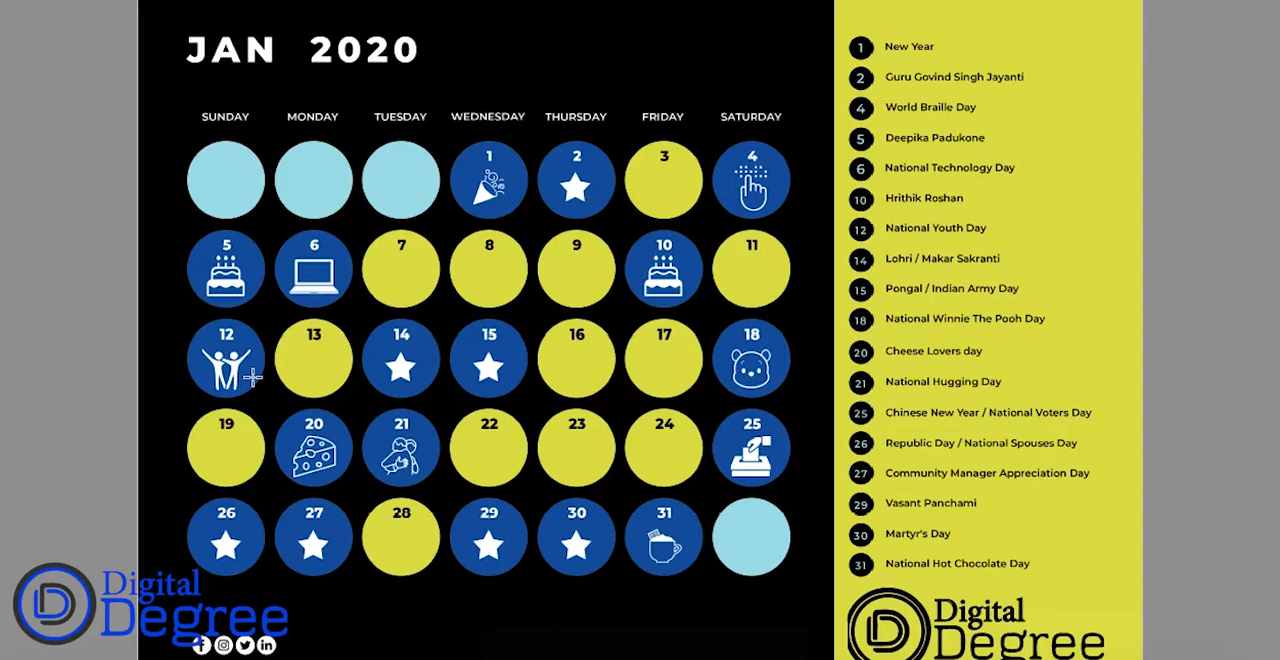 JAN 2020
SUNDAY MONDAY TUESDAY WEDNESDAY THURSDAY FRIDAY SATURDAY
1 2 3 4
5 6 7 8 9 10 11
12 13 14 15 16 17 18
19 20 21 22 23 24 25
26 27 28 29 30 31
1 New Year
2 Guru Govind Singh Jayanti
4 World Braille Day
5 Deepika Padukone
6 National Technology Day
10 Hrithik Roshan
12 National Youth Day
14 Lohri / Makar Sakranti
15 Pongal / Indian Army Day
18 National Winnie The Pooh Day
20 Cheese Lovers day
21 National Hugging Day
25 Chinese New Year / National Voters Day
26 Republic Day / National Spouses Day
27 Community Manager Appreciation Day
29 Vasant Panchami
30 Martyr's Day
31 National Hot Chocolate Day
Digital
Degree
Digital
Degree